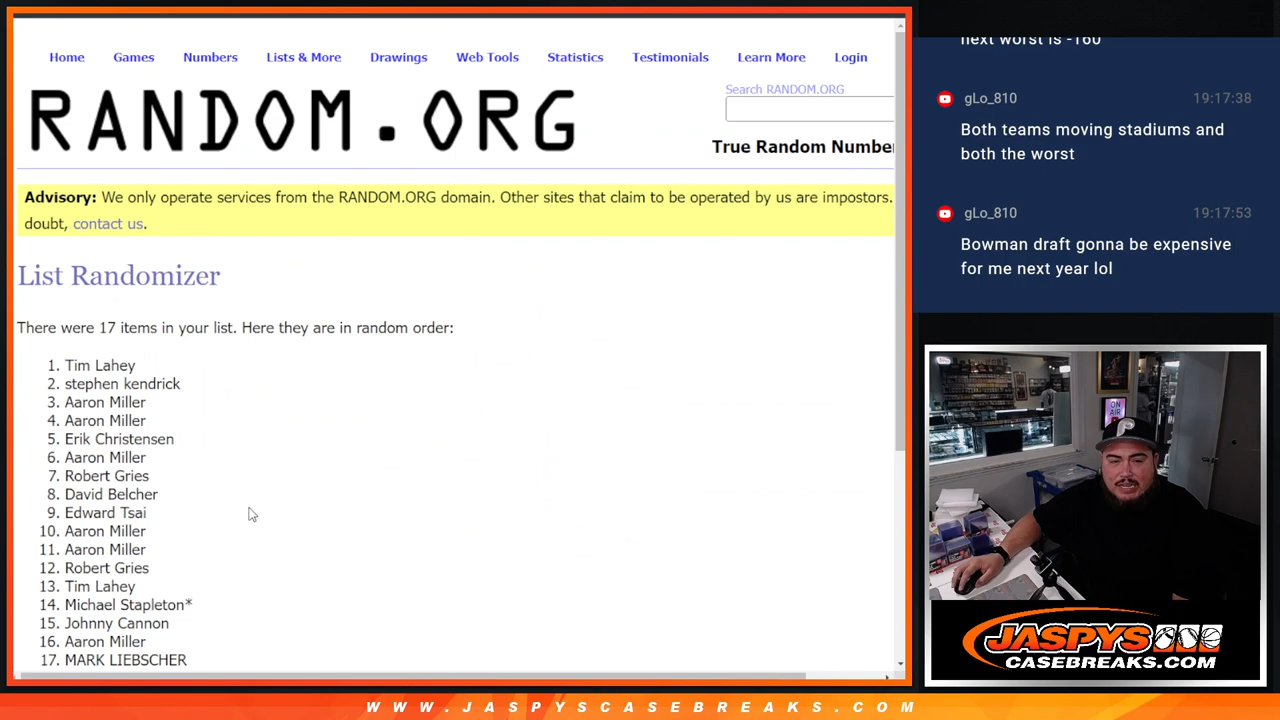 Home Games Numbers Lists & More Drawings Web Tools Statistics Testimonials Learn More Login
RANDOM.ORG
Search RANDOM.ORG
True Random Number
Advisory: We only operate services from the RANDOM.ORG domain. Other sites that claim to be operated by us are impostors.
doubt, contact us.
List Randomizer
There were 17 items in your list. Here they are in random order:
1. Tim Lahey
2. stephen kendrick
3. Aaron Miller
4. Aaron Miller
5. Erik Christensen
6. Aaron Miller
7. Robert Gries
8. David Belcher
9. Edward Tsai
10. Aaron Miller
11. Aaron Miller
12. Robert Gries
13. Tim Lahey
14. Michael Stapleton*
15. Johnny Cannon
16. Aaron Miller
17. MARK LIEBSCHER
next worst is -160
gLo_810 19:17:38
Both teams moving stadiums and
both the worst
gLo_810 19:17:53
Bowman draft gonna be expensive
for me next year lol
ON
AIR
P
JASPYS
CASEBREAKS.COM
WWW.JASPYSCASEBREAKS.COM